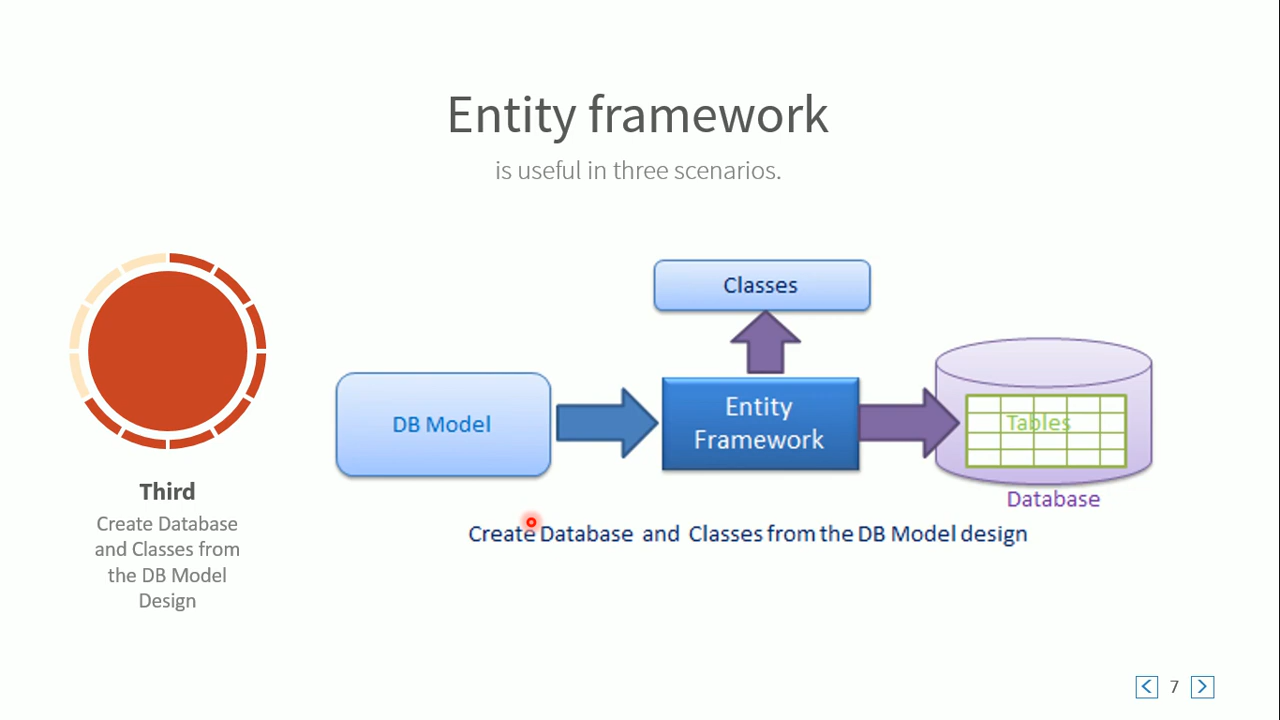 Entity framework
is useful in three scenarios.
Third
Create Database
and Classes from
the DB Model
Design
Classes
DB Model
Entity
Framework
Tables
Database
Create Database and Classes from the DB Model design
7